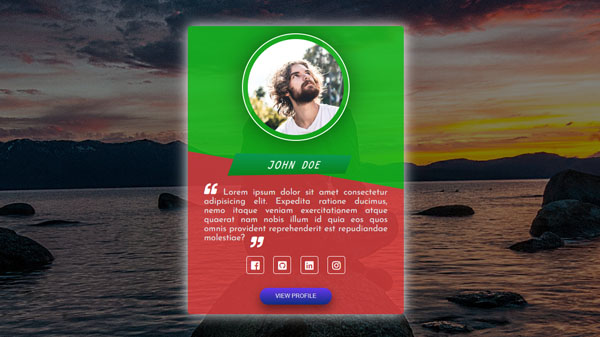 JOHN DOE
Lorem ipsum dolor sit amet consectetur
adipisicing elit. Expedita ratione ducimus,
nemo itaque veniam exercitationem atque
quaerat nam nobis illum id quia eos quos
omnis provident reprehenderit est repudiandae
molestiae?
VIEW PROFILE